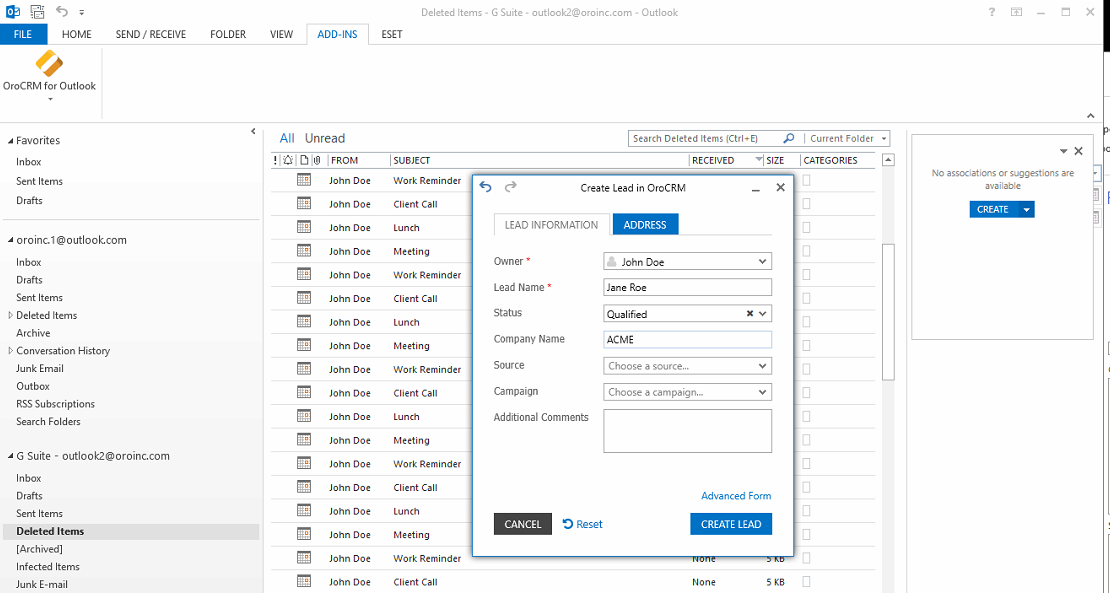 Deleted Items - G Suite - outlook2@oroinc.com - Outlook
FILE HOME SEND / RECEIVE FOLDER VIEW ADD-INS ESET
OroCRM for Outlook
Favorites
Inbox
Sent Items
Drafts
oroinc.1@outlook.com
Inbox
Drafts
Sent Items
Deleted Items
Archive
Conversation History
Junk Email
Outbox
RSS Subscriptions
Search Folders
G Suite - outlook2@oroinc.com
Inbox
Drafts
Sent Items
Deleted Items
[Archived]
Infected Items
Junk E-mail
All Unread
Search Deleted Items (Ctrl+E) Current Folder
! FROM SUBJECT RECEIVED SIZE CATEGORIES
John Doe Work Reminder
John Doe Client Call
John Doe Lunch
John Doe Meeting
John Doe Work Reminder
John Doe Client Call
John Doe Lunch
John Doe Meeting
John Doe Work Reminder
John Doe Client Call
John Doe Lunch
John Doe Meeting
John Doe Work Reminder
John Doe Client Call
John Doe Lunch
John Doe Meeting
John Doe Work Reminder None 5 KB
John Doe Client Call None 5 KB
Create Lead in OroCRM
LEAD INFORMATION ADDRESS
Owner * John Doe
Lead Name * Jane Roe
Status Qualified
Company Name ACME
Source Choose a source...
Campaign Choose a campaign...
Additional Comments
Advanced Form
CANCEL Reset CREATE LEAD
No associations or suggestions are
available
CREATE